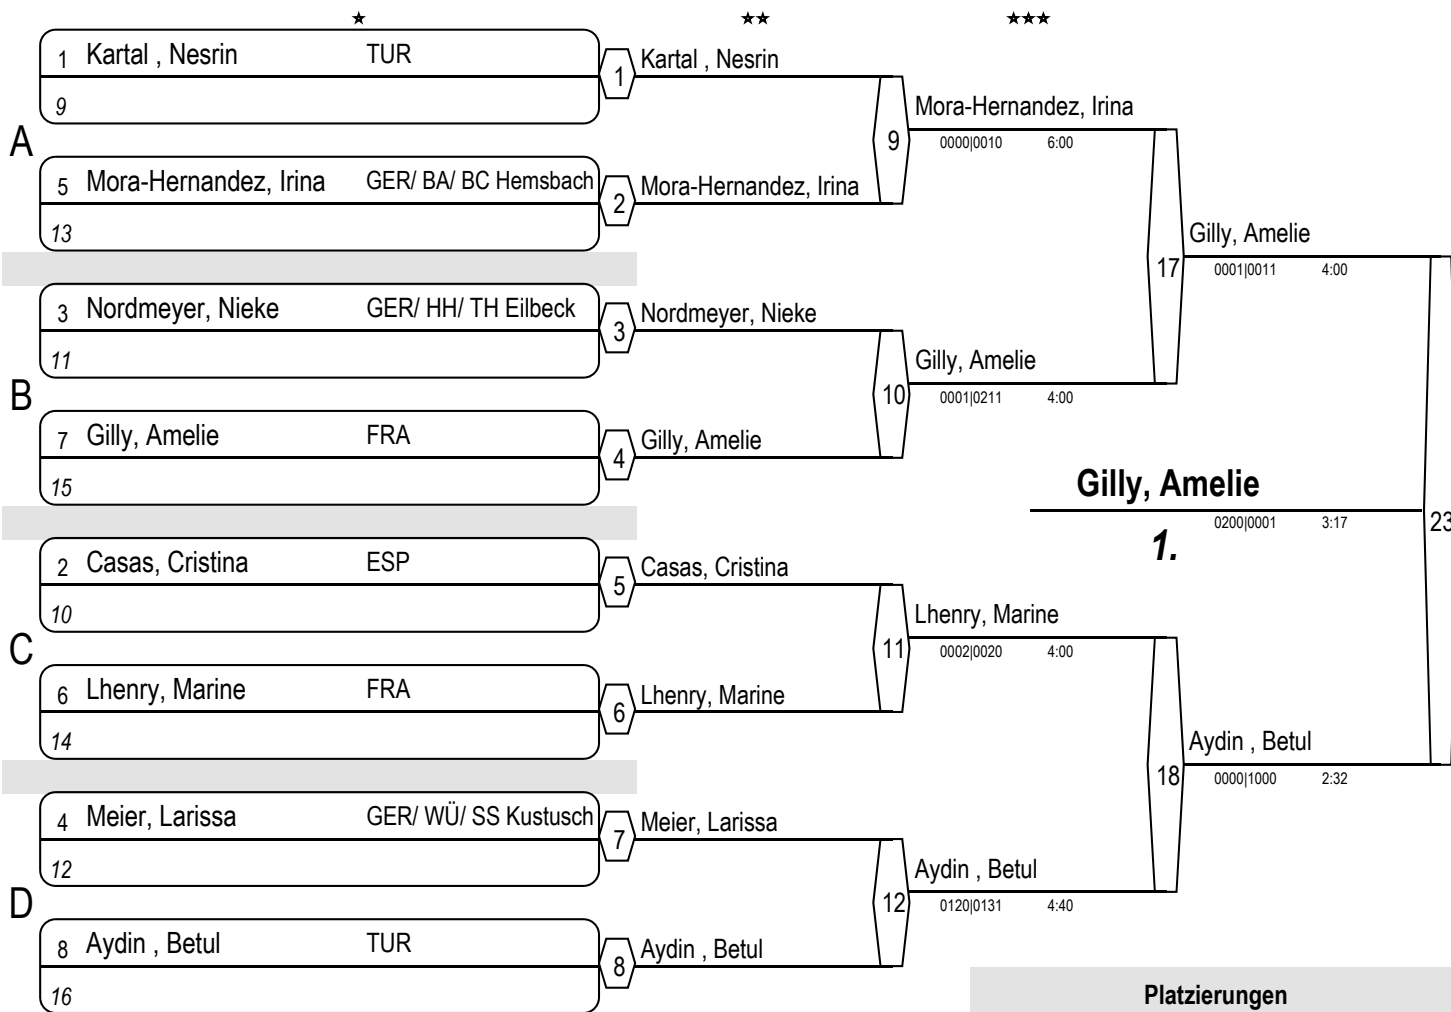 ★ ★★ ★★★
1 Kartal , Nesrin TUR
9
1
Kartal , Nesrin
A
5 Mora-Hernandez, Irina GER/ BA/ BC Hemsbach
13
2
Mora-Hernandez, Irina
9
Mora-Hernandez, Irina
0000|0010 6:00
3 Nordmeyer, Nieke GER/ HH/ TH Eilbeck
11
3
Nordmeyer, Nieke
B
7 Gilly, Amelie FRA
15
4
Gilly, Amelie
10
Gilly, Amelie
0001|0211 4:00
17
Gilly, Amelie
0001|0011 4:00
2 Casas, Cristina ESP
10
5
Casas, Cristina
C
6 Lhenry, Marine FRA
14
6
Lhenry, Marine
11
Lhenry, Marine
0002|0020 4:00
4 Meier, Larissa GER/ WÜ/ SS Kustusch
12
7
Meier, Larissa
D
8 Aydin , Betul TUR
16
8
Aydin , Betul
12
Aydin , Betul
0120|0131 4:40
18
Aydin , Betul
0000|1000 2:32
Gilly, Amelie
0200|0001 3:17
1.
23
Platzierungen